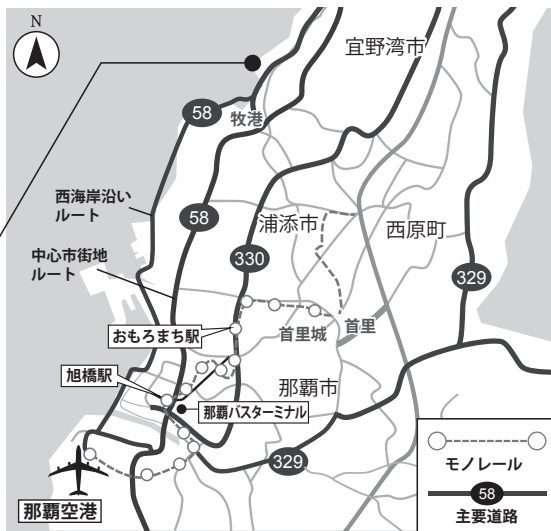 N
宜野湾市
58
牧港
西海岸沿い
ルート
58
浦添市
西原町
中心市街地
ルート
330
329
おもろまち駅
首里城
首里
旭橋駅
那覇市
那覇バスターミナル
329
モノレール
58
主要道路
那覇空港